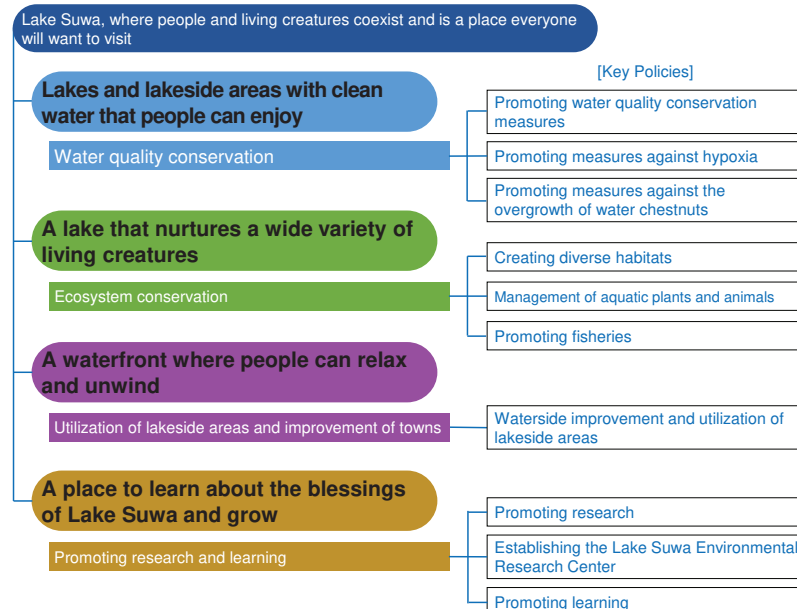 Lake Suwa, where people and living creatures coexist and is a place everyone
will want to visit
[Key Policies]
Lakes and lakeside areas with clean
water that people can enjoy
Water quality conservation
Promoting water quality conservation
measures
Promoting measures against hypoxia
Promoting measures against the
overgrowth of water chestnuts
A lake that nurtures a wide variety of
living creatures
Ecosystem conservation
Creating diverse habitats
Management of aquatic plants and animals
Promoting fisheries
A waterfront where people can relax
and unwind
Utilization of lakeside areas and improvement of towns
Waterside improvement and utilization of
lakeside areas
A place to learn about the blessings
of Lake Suwa and grow
Promoting research and learning
Promoting research
Establishing the Lake Suwa Environmental
Research Center
Promoting learning